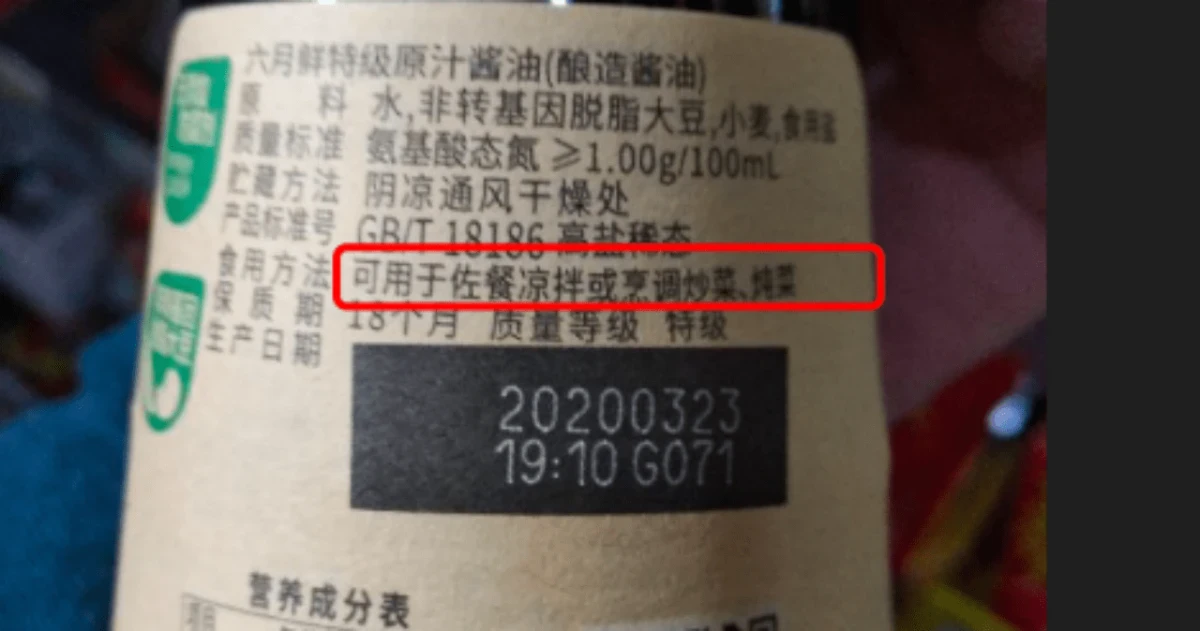 六月鲜特级原汁酱油(酿造酱油)
原 料 水,非转基因脱脂大豆,小麦,食用盐
质量标准 氨基酸态氮 ≥1.00g/100mL
贮藏方法 阴凉通风干燥处
产品标准号 GB/T 18186 高盐稀态
食用方法 可用于佐餐凉拌或烹调炒菜、炖菜
保 质 期 18个月 质量等级 特级
生产日期
20200323
19:10 G071
营养成分表
项目